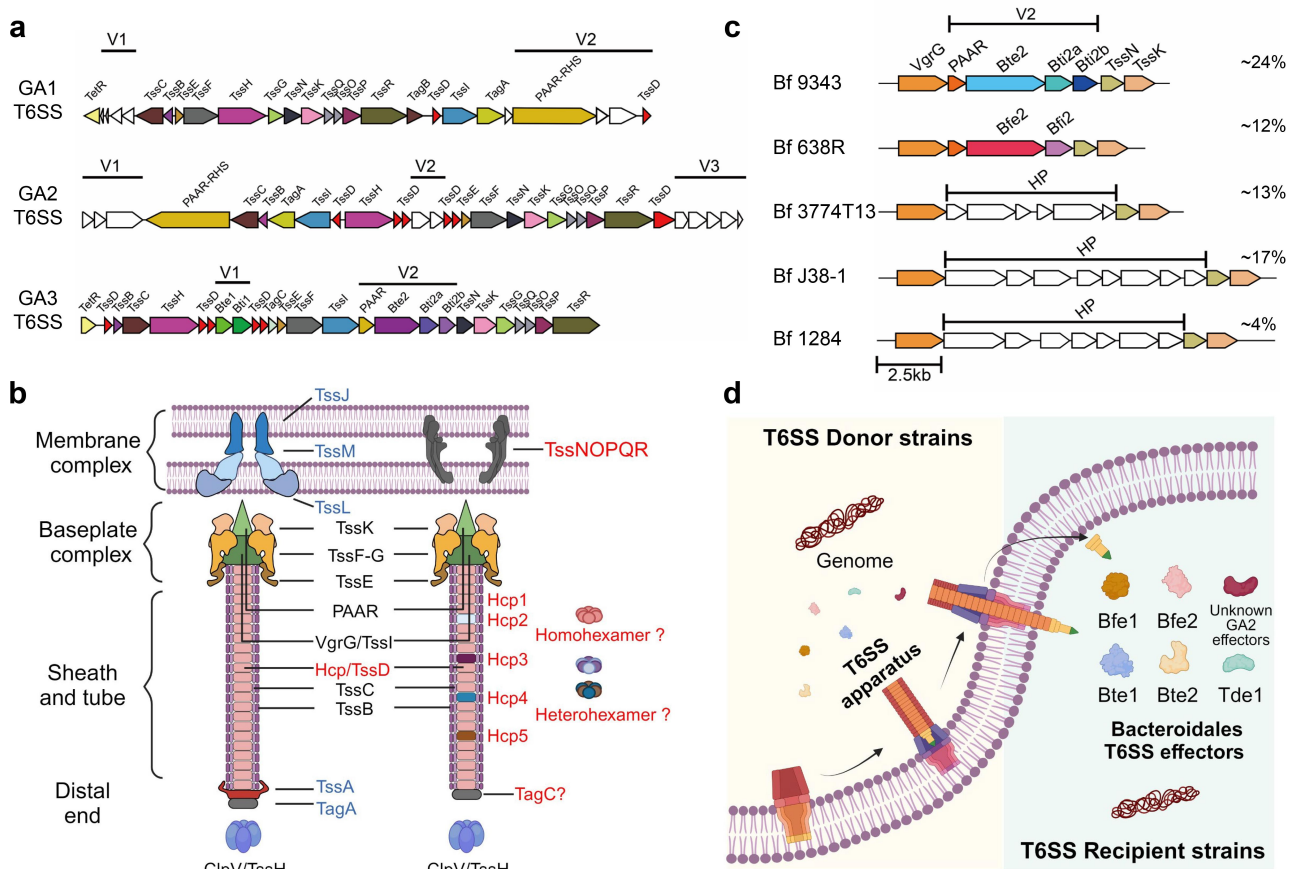 a
V1
V2
GA1
T6SS
TetR
TssC
TssB
TssE
TssF
TssH
TssG
TssN
TssK
TssQ
TssO
TssP
TssR
TagB
TssD
TssI
TagA
PAAR-RHS
TssD
V1
V2
V3
GA2
T6SS
PAAR-RHS
TssC
TssB
TagA
TssI
TssD
TssH
TssD
TssD
TssE
TssF
TssN
TssK
TssG
TssO
TssQ
TssP
TssR
TssD
V1
V2
GA3
T6SS
TetR
TssD
TssB
TssC
TssH
TssD
Bte1
Bti1
TssD
TagC
TssE
TssF
TssI
PAAR
Bte2
Bti2a
Bti2b
TssN
TssK
TssG
TssQ
TssO
TssP
TssR
b
Membrane
complex
TssJ
TssM
TssL
TssNOPQR
Baseplate
complex
TssK
TssF-G
TssE
PAAR
VgrG/TssI
Hcp/TssD
TssC
TssB
Sheath
and tube
Hcp1
Hcp2
Hcp3
Hcp4
Hcp5
Homohexamer ?
Heterohexamer ?
Distal
end
TssA
TagA
TagC?
ClpV/TssH
ClpV/TssH
c
V2
VgrG
PAAR
Bte2
Bti2a
Bti2b
TssN
TssK
Bf 9343
~24%
Bf 638R
Bfe2
Bfi2
~12%
Bf 3774T13
HP
~13%
Bf J38-1
HP
~17%
Bf 1284
HP
~4%
2.5kb
d
T6SS Donor strains
Genome
T6SS
apparatus
Bfe1
Bfe2
Unknown
GA2
effectors
Bte1
Bte2
Tde1
Bacteroidales
T6SS effectors
T6SS Recipient strains